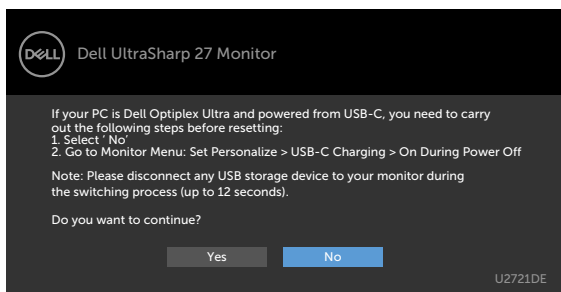 DELL
Dell UltraSharp 27 Monitor
If your PC is Dell Optiplex Ultra and powered from USB-C, you need to carry
out the following steps before resetting:
1. Select ‘ No’
2. Go to Monitor Menu: Set Personalize > USB-C Charging > On During Power Off
Note: Please disconnect any USB storage device to your monitor during
the switching process (up to 12 seconds).
Do you want to continue?
Yes
No
U2721DE